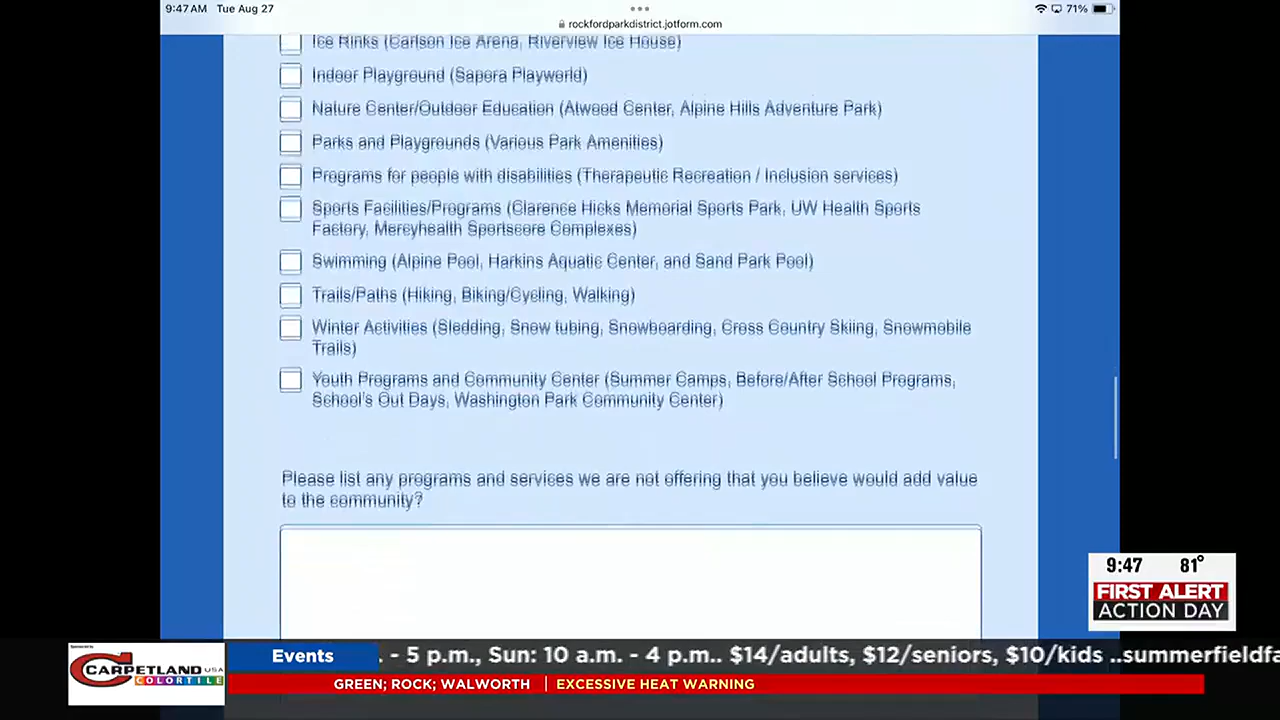 9:47 AM Tue Aug 27
71%
rockfordparkdistrict.jotform.com
Ice Rinks (Carlson Ice Arena, Riverview Ice House)
Indoor Playground (Sapora Playworld)
Nature Center/Outdoor Education (Atwood Center, Alpine Hills Adventure Park)
Parks and Playgrounds (Various Park Amenities)
Programs for people with disabilities (Therapeutic Recreation / Inclusion services)
Sports Facilities/Programs (Clarence Hicks Memorial Sports Park, UW Health Sports
Factory, Mercyhealth Sportscore Complexes)
Swimming (Alpine Pool, Harkins Aquatic Center, and Sand Park Pool)
Trails/Paths (Hiking, Biking/Cycling, Walking)
Winter Activities (Sledding, Snow tubing, Snowboarding, Cross Country Skiing, Snowmobile
Trails)
Youth Programs and Community Center (Summer Camps, Before/After School Programs,
School's Out Days, Washington Park Community Center)
Please list any programs and services we are not offering that you believe would add value
to the community?
9:47 81°
FIRST ALERT
ACTION DAY
Sponsored by
CARPETLAND USA
COLORTILE
Events
. - 5 p.m., Sun: 10 a.m. - 4 p.m.. $14/adults, $12/seniors, $10/kids ..summerfieldfa
GREEN; ROCK; WALWORTH | EXCESSIVE HEAT WARNING